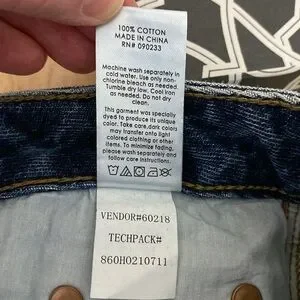 100% COTTON
MADE IN CHINA
RN# 090233
Machine wash separately in
cold water. Use only non
chlorine bleach as needed.
Tumble dry low. Cool Iron
as needed. Do not dry
clean.
This garment was specially
dyed to produce its unique
colour. Take care,dark colors
may transfer onto light
colored clothing or other
items. To minimize fading,
please wash separately and
follow care instructions.
VENDOR#60218
TECHPACK#
860H0210711